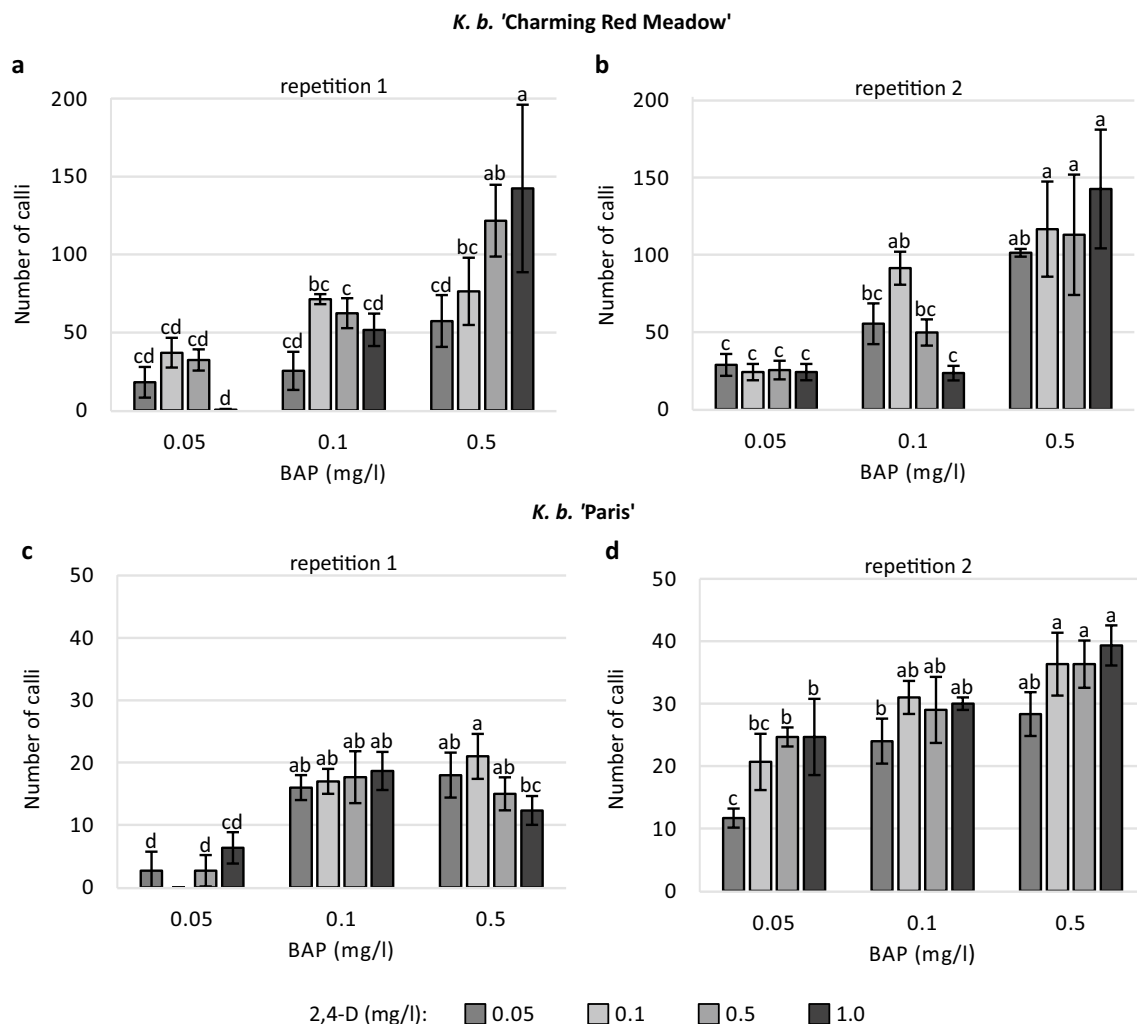 K. b. 'Charming Red Meadow'
a
repetition 1
200
150
100
50
0
Number of calli
cd
cd
cd
d
cd
bc
c
cd
cd
bc
ab
a
0.05
0.1
0.5
BAP (mg/l)
b
repetition 2
200
150
100
50
0
Number of calli
c
c
c
c
bc
ab
bc
c
ab
a
a
a
0.05
0.1
0.5
BAP (mg/l)
K. b. 'Paris'
c
repetition 1
50
40
30
20
10
0
Number of calli
d
d
cd
ab
ab
ab
ab
ab
a
ab
bc
0.05
0.1
0.5
BAP (mg/l)
d
repetition 2
50
40
30
20
10
0
Number of calli
c
bc
b
b
b
ab
ab
ab
ab
a
a
a
0.05
0.1
0.5
BAP (mg/l)
2,4-D (mg/l): 0.05 0.1 0.5 1.0